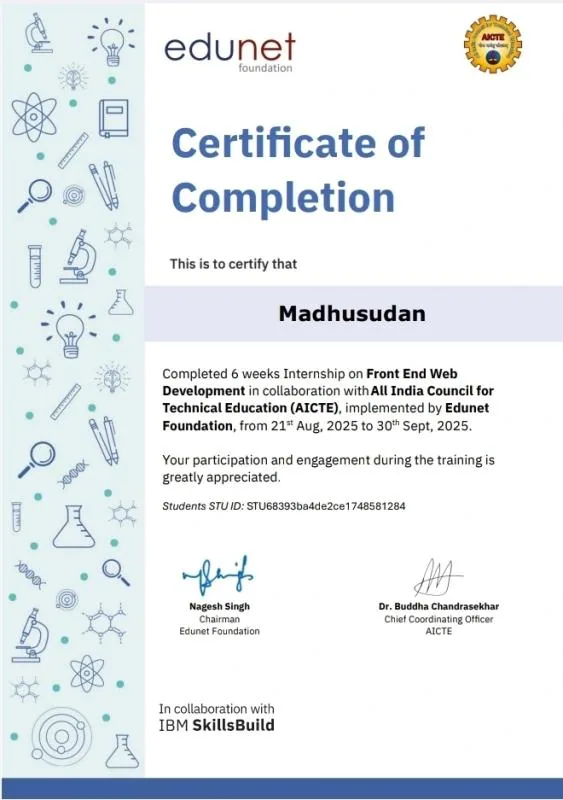 edunet
foundation
AICTE
Certificate of
Completion
This is to certify that
Madhusudan
Completed 6 weeks Internship on Front End Web
Development in collaboration with All India Council for
Technical Education (AICTE), implemented by Edunet
Foundation, from 21st Aug, 2025 to 30th Sept, 2025.
Your participation and engagement during the training is
greatly appreciated.
Students STU ID: STU68393ba4de2ce1748581284
Nagesh Singh
Chairman
Edunet Foundation
Dr. Buddha Chandrasekhar
Chief Coordinating Officer
AICTE
In collaboration with
IBM SkillsBuild